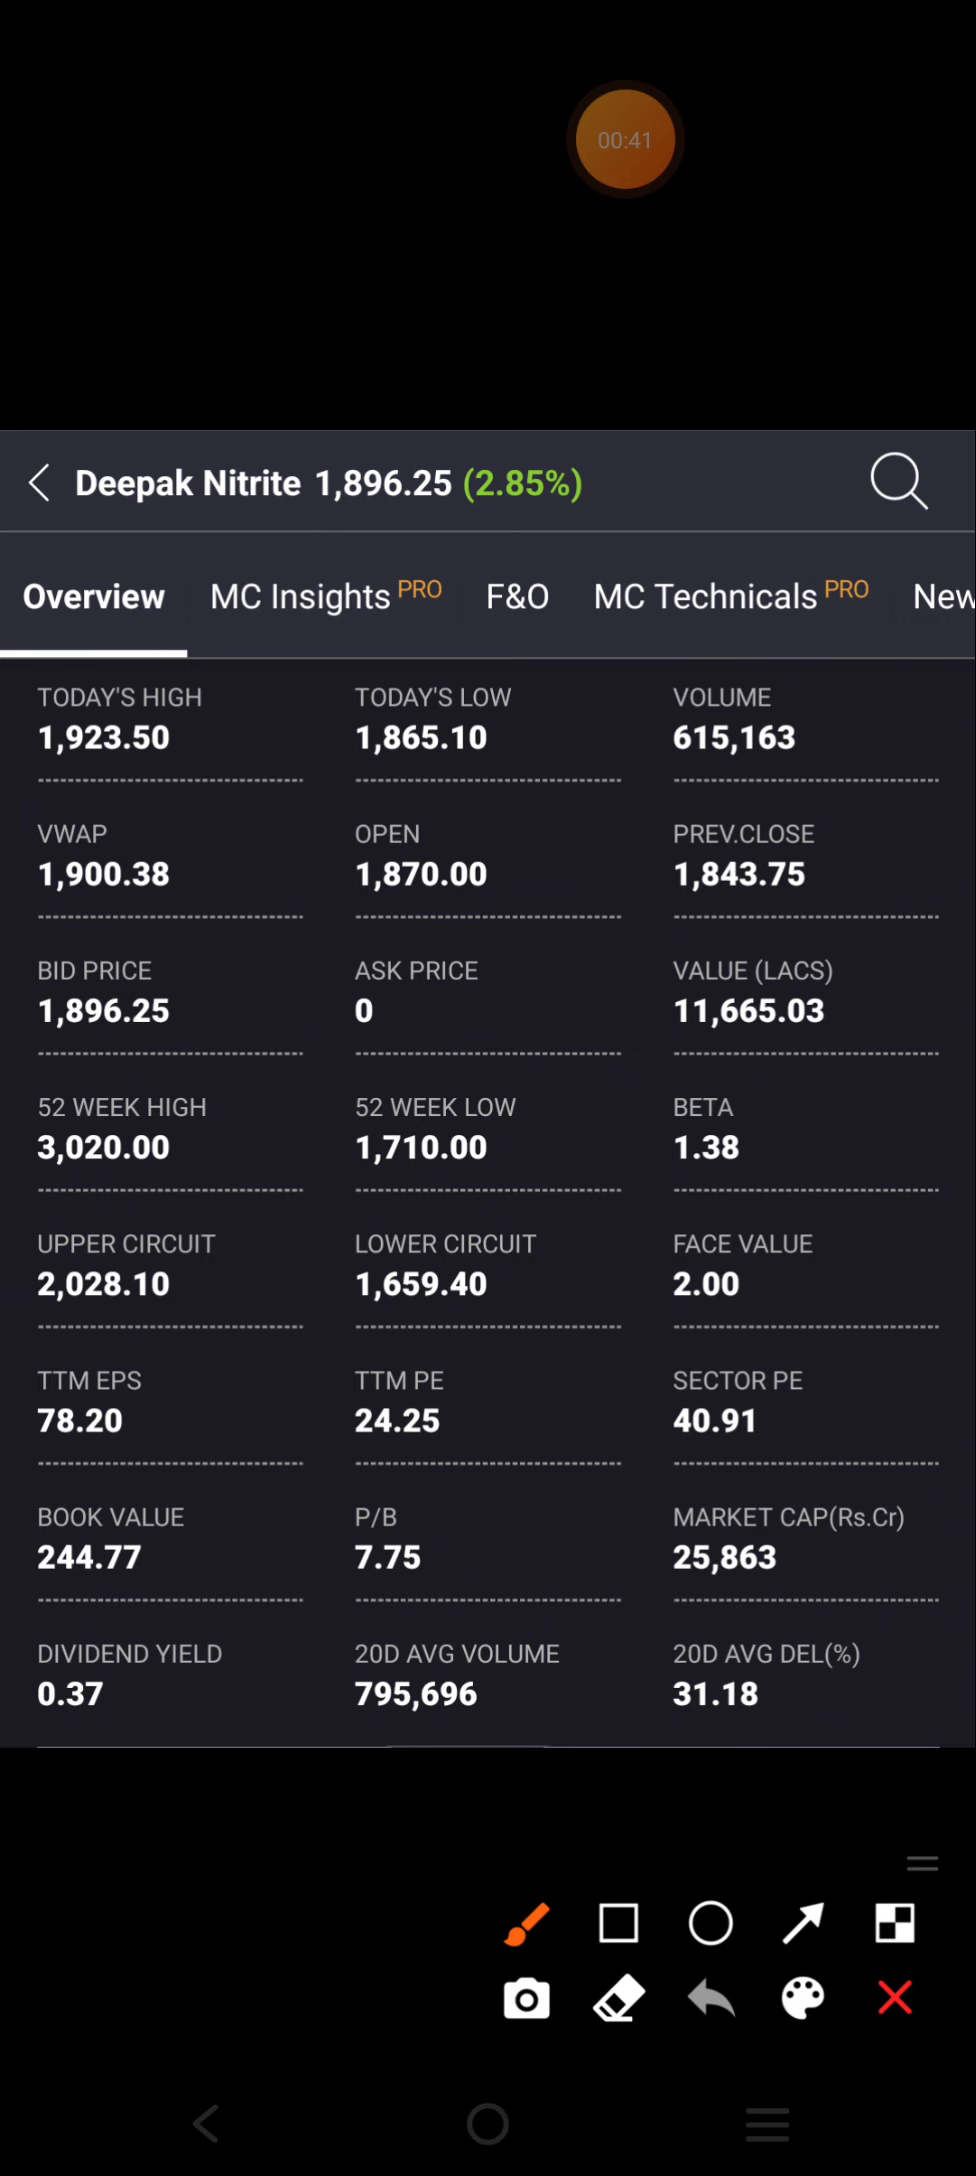 00:41
Deepak Nitrite 1,896.25 (2.85%)
Overview MC Insights PRO F&O MC Technicals PRO New
TODAY'S HIGH TODAY'S LOW VOLUME
1,923.50 1,865.10 615,163
VWAP OPEN PREV.CLOSE
1,900.38 1,870.00 1,843.75
BID PRICE ASK PRICE VALUE (LACS)
1,896.25 0 11,665.03
52 WEEK HIGH 52 WEEK LOW BETA
3,020.00 1,710.00 1.38
UPPER CIRCUIT LOWER CIRCUIT FACE VALUE
2,028.10 1,659.40 2.00
TTM EPS TTM PE SECTOR PE
78.20 24.25 40.91
BOOK VALUE P/B MARKET CAP(Rs.Cr)
244.77 7.75 25,863
DIVIDEND YIELD 20D AVG VOLUME 20D AVG DEL(%)
0.37 795,696 31.18